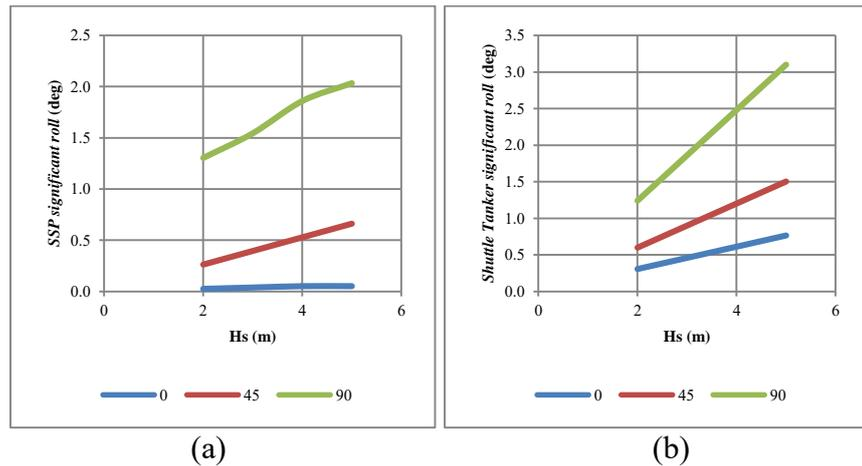 SSP significant roll (deg)
2.5
2.0
1.5
1.0
0.5
0.0
0 2 4 6
Hs (m)
0 45 90
(a)
Shuttle Tanker significant roll (deg)
3.5
3.0
2.5
2.0
1.5
1.0
0.5
0.0
0 2 4 6
Hs (m)
0 45 90
(b)